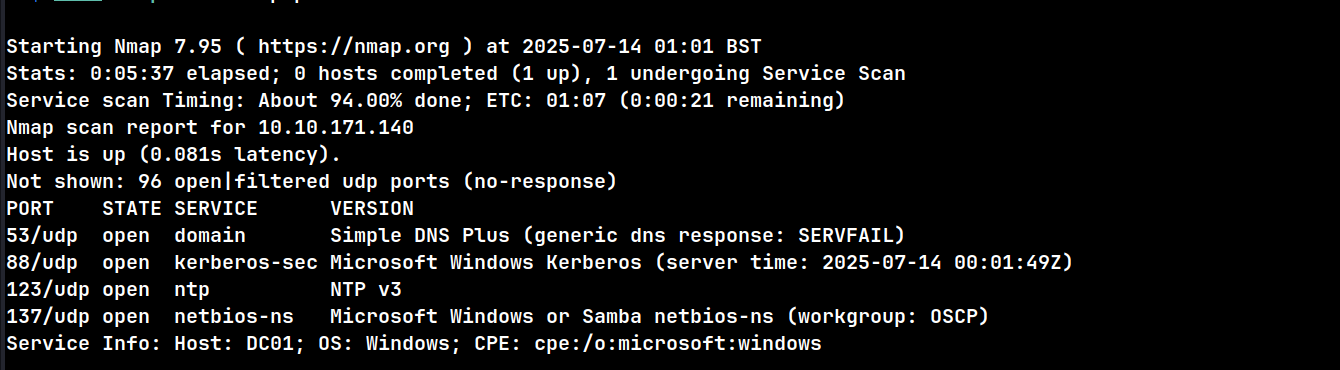 Starting Nmap 7.95 ( https://nmap.org ) at 2025-07-14 01:01 BST
Stats: 0:05:37 elapsed; 0 hosts completed (1 up), 1 undergoing Service Scan
Service scan Timing: About 94.00% done; ETC: 01:07 (0:00:21 remaining)
Nmap scan report for 10.10.171.140
Host is up (0.081s latency).
Not shown: 96 open|filtered udp ports (no-response)
PORT    STATE SERVICE      VERSION
53/udp  open  domain       Simple DNS Plus (generic dns response: SERVFAIL)
88/udp  open  kerberos-sec Microsoft Windows Kerberos (server time: 2025-07-14 00:01:49Z)
123/udp open  ntp          NTP v3
137/udp open  netbios-ns   Microsoft Windows or Samba netbios-ns (workgroup: OSCP)
Service Info: Host: DC01; OS: Windows; CPE: cpe:/o:microsoft:windows